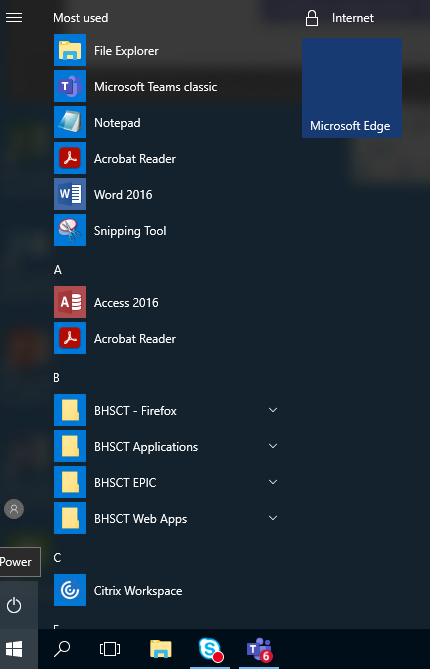 Most used
File Explorer
Microsoft Teams classic
Notepad
Acrobat Reader
Word 2016
Snipping Tool
A
Access 2016
Acrobat Reader
B
BHSCT - Firefox
BHSCT Applications
BHSCT EPIC
BHSCT Web Apps
C
Citrix Workspace
Internet
Microsoft Edge
Power
6